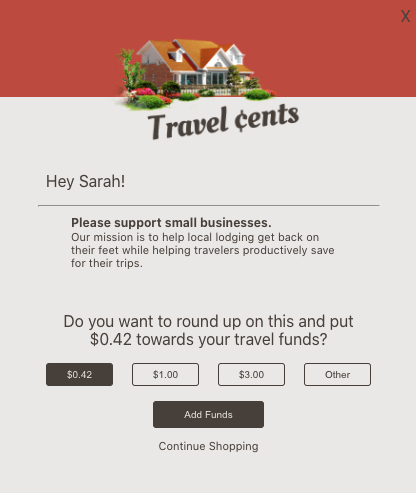 X
Travel ¢ents
Hey Sarah!
Please support small businesses.
Our mission is to help local lodging get back on
their feet while helping travelers productively save
for their trips.
Do you want to round up on this and put
$0.42 towards your travel funds?
$0.42 $1.00 $3.00 Other
Add Funds
Continue Shopping